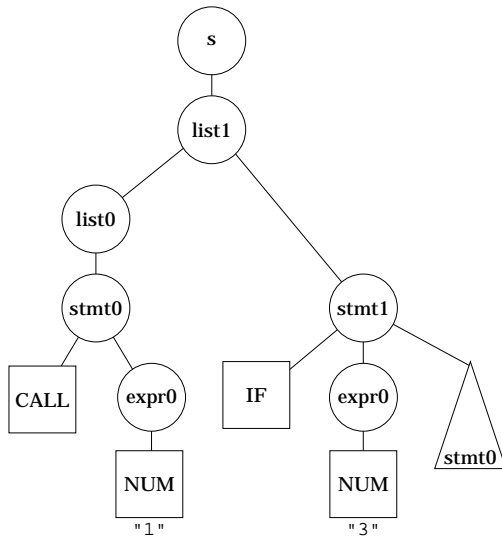 s
list1
list0
stmt0
stmt1
CALL
expr0
IF
expr0
stmt0
NUM
NUM
"1"
"3"